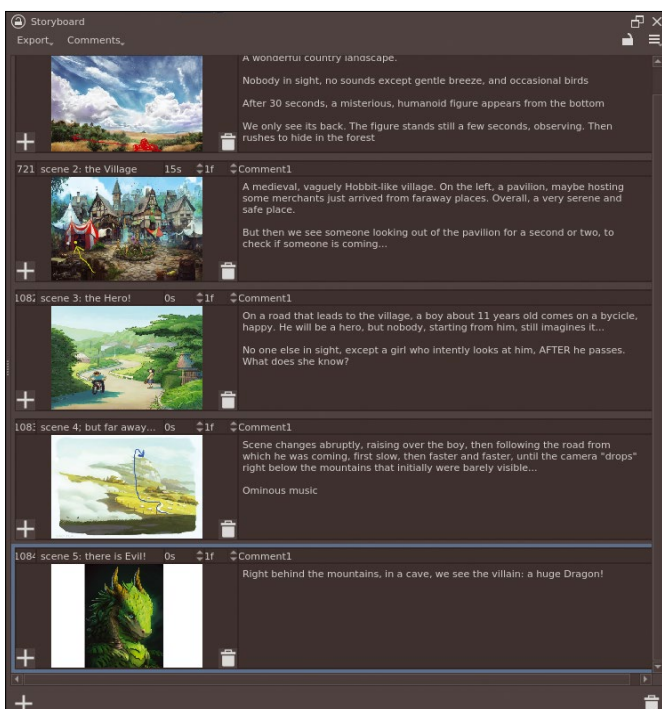 Storyboard
Export Comments
A wonderful country landscape.
Nobody in sight, no sounds except gentle breeze, and occasional birds
After 30 seconds, a misterious, humanoid figure appears from the bottom
We only see its back. The figure stands still a few seconds, observing. Then
rushes to hide in the forest
721 scene 2: the Village 15s 1f Comment1
A medieval, vaguely Hobbit-like village. On the left, a pavilion, maybe hosting
some merchants just arrived from faraway places. Overall, a very serene and
safe place.
But then we see someone looking out of the pavilion for a second or two, to
check if someone is coming...
1082 scene 3: the Hero! 0s 1f Comment1
On a road that leads to the village, a boy about 11 years old comes on a bycicle,
happy. He will be a hero, but nobody, starting from him, still imagines it...
No one else in sight, except a girl who intently looks at him, AFTER he passes.
What does she know?
1083 scene 4; but far away... 0s 1f Comment1
Scene changes abruptly, raising over the boy, then following the road from
which he was coming, first slow, then faster and faster, until the camera "drops"
right below the mountains that initially were barely visible...
Ominous music
1084 scene 5: there is Evil! 0s 1f Comment1
Right behind the mountains, in a cave, we see the villain: a huge Dragon!